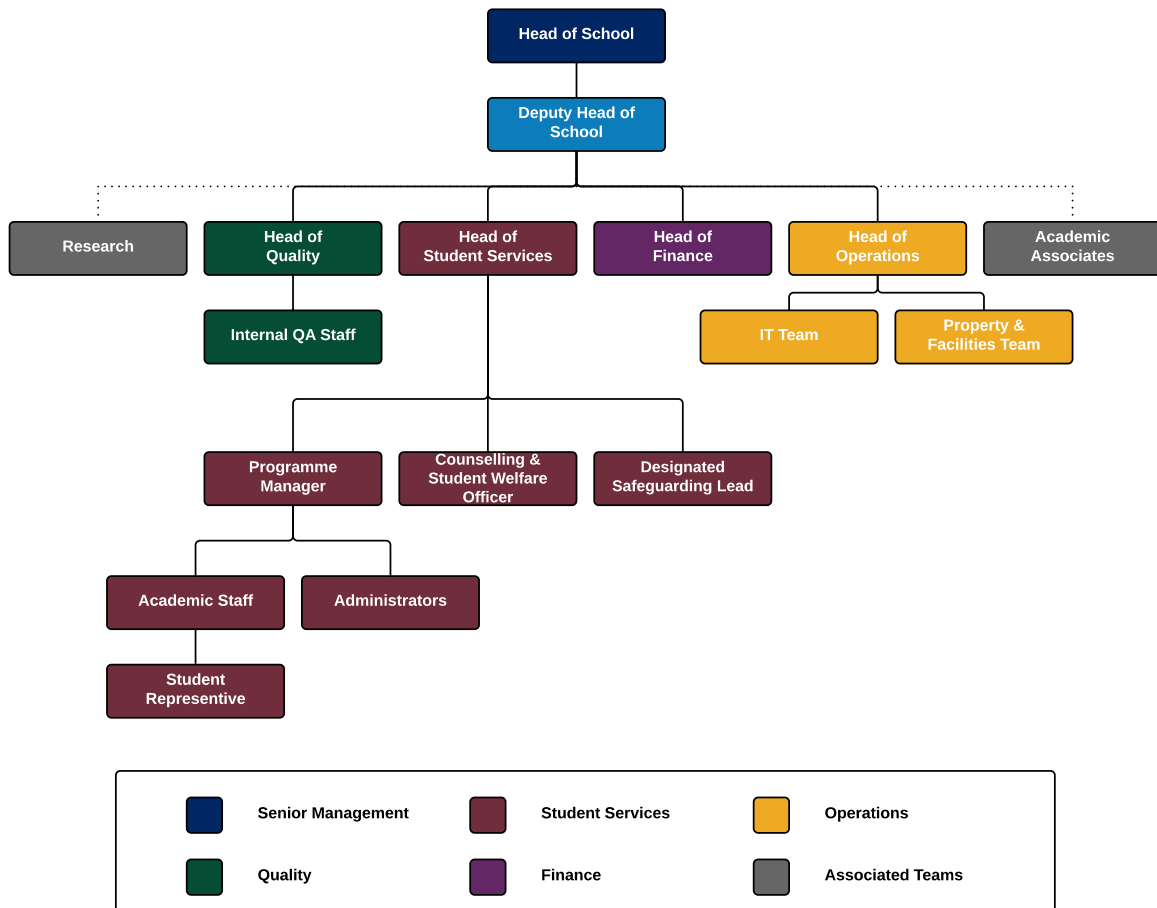 Head of School
Deputy Head of
School
Research
Head of
Quality
Head of
Student Services
Head of
Finance
Head of
Operations
Academic
Associates
Internal QA Staff
IT Team
Property &
Facilities Team
Programme
Manager
Counselling &
Student Welfare
Officer
Designated
Safeguarding Lead
Academic Staff
Administrators
Student
Representive
Senior Management
Student Services
Operations
Quality
Finance
Associated Teams